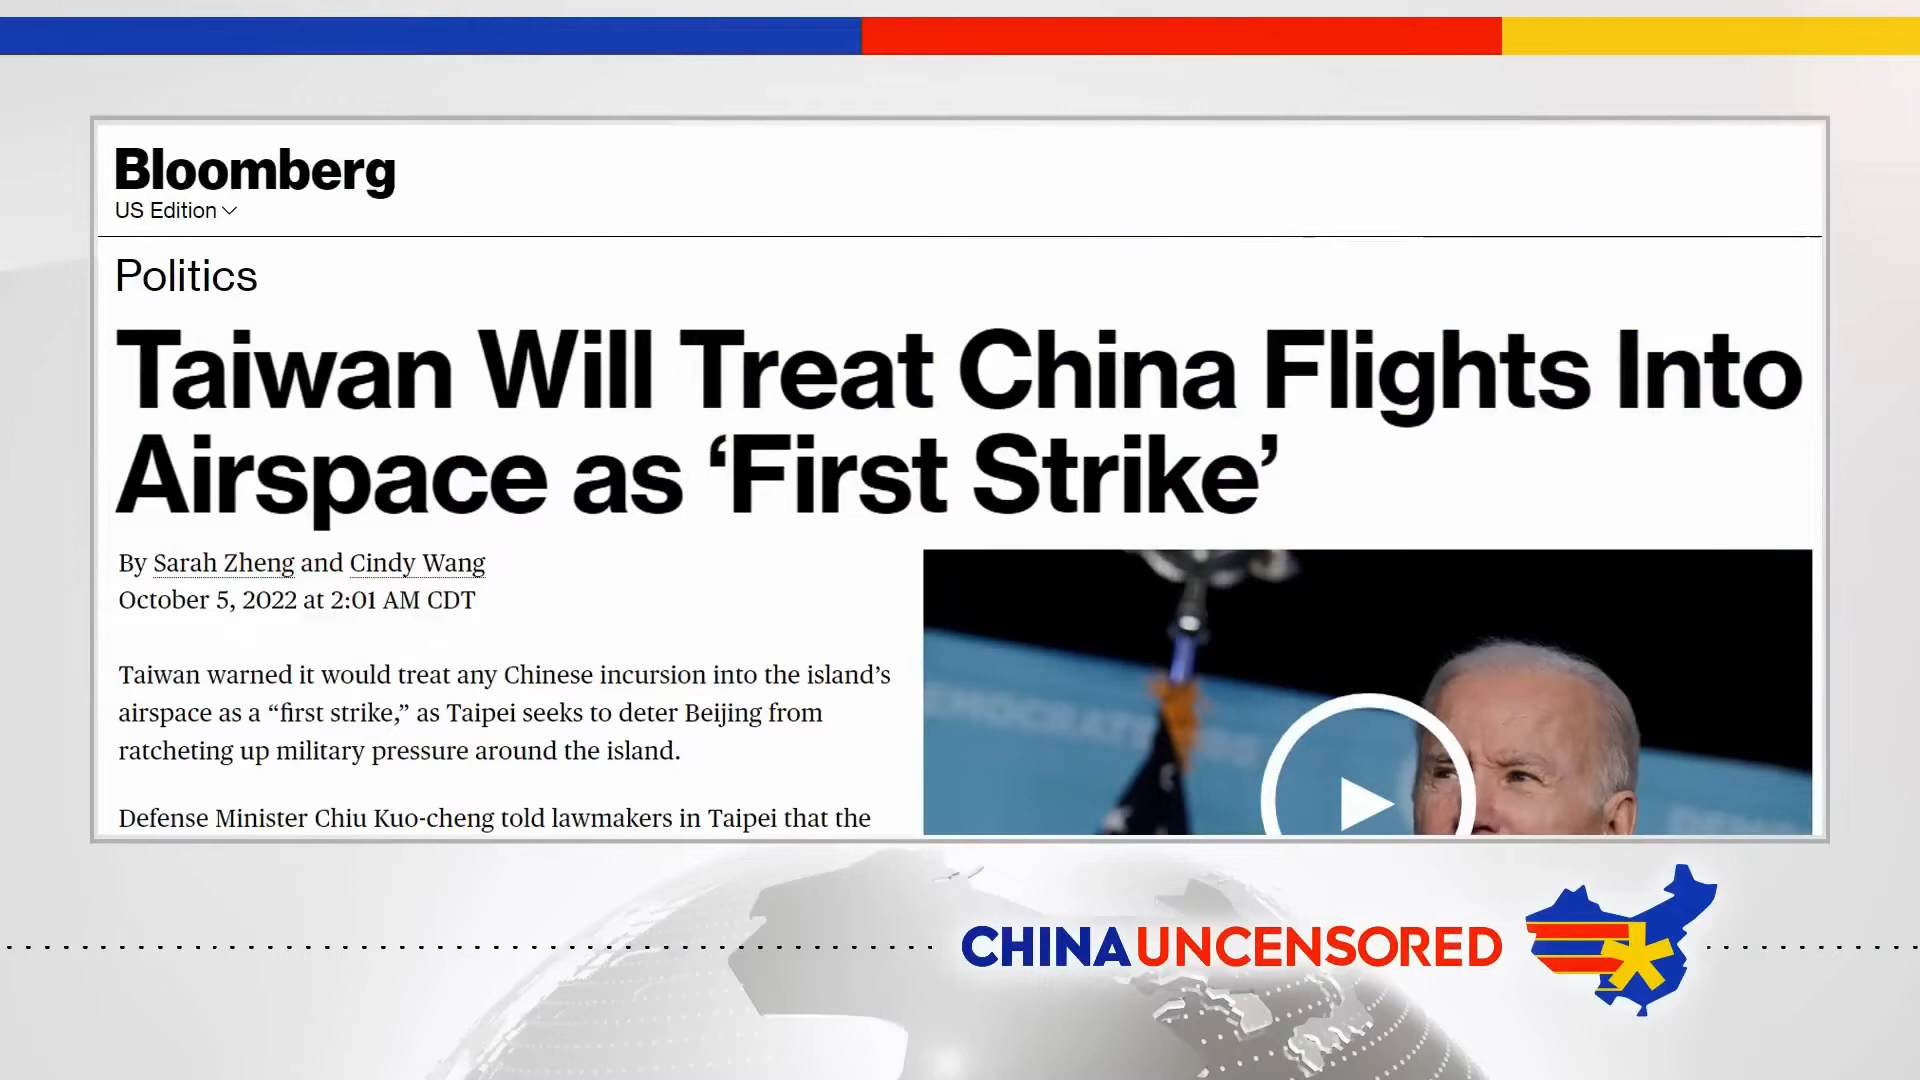 Bloomberg
US Edition
Politics
Taiwan Will Treat China Flights Into
Airspace as ‘First Strike’
By Sarah Zheng and Cindy Wang
October 5, 2022 at 2:01 AM CDT
Taiwan warned it would treat any Chinese incursion into the island’s
airspace as a “first strike,” as Taipei seeks to deter Beijing from
ratcheting up military pressure around the island.
Defense Minister Chiu Kuo-cheng told lawmakers in Taipei that the
CHINA UNCENSORED